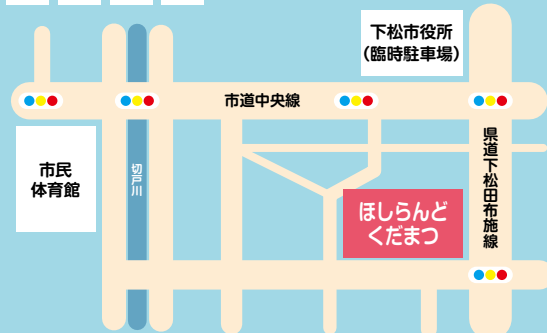 下松市役所
(臨時駐車場)
市道中央線
市民
体育館
切戸川
県道下松田布施線
ほしらんど
くだまつ